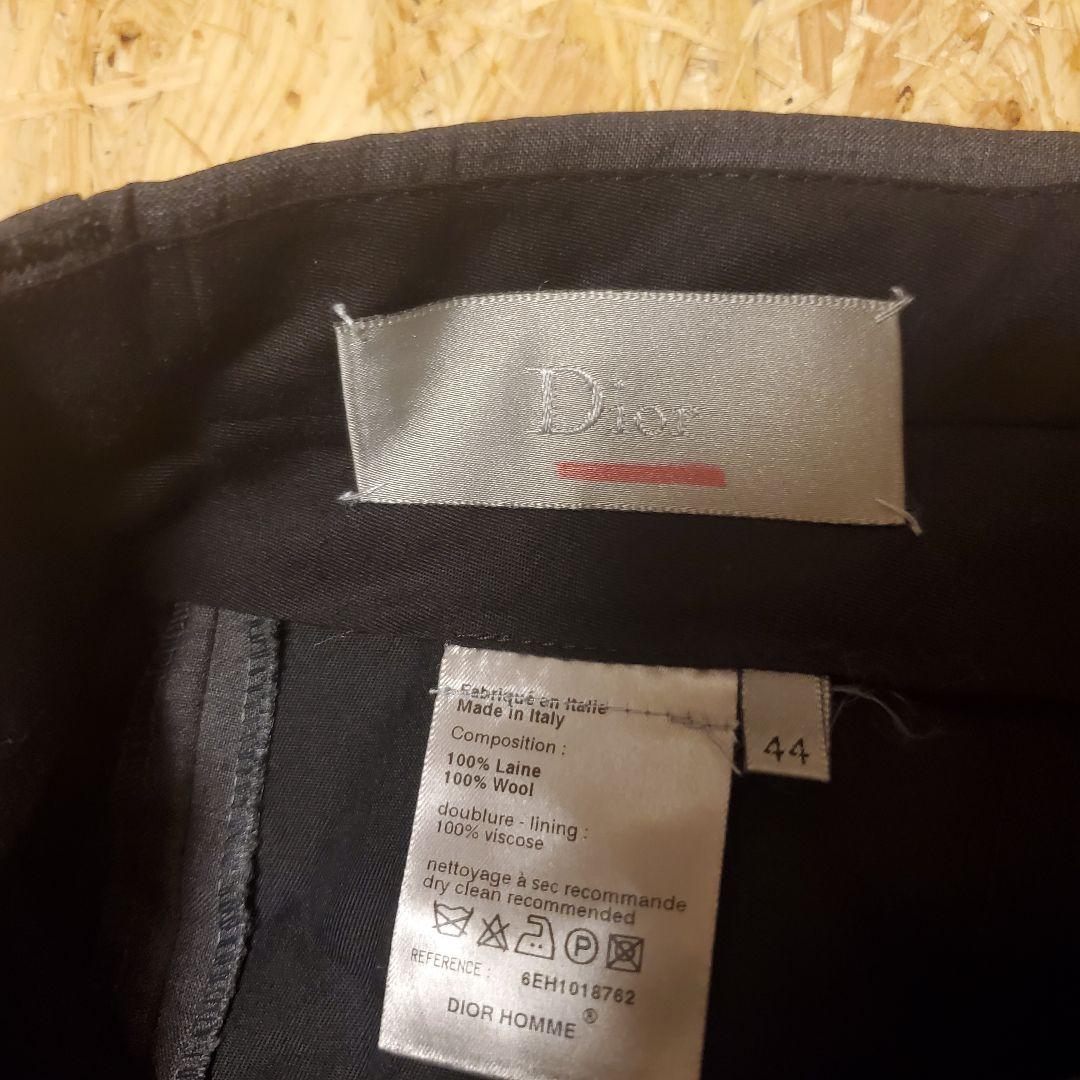 Dior
Fabriqué en Italie
Made in Italy
Composition :
100% Laine
100% Wool
doublure - lining :
100% viscose
nettoyage à sec recommande
dry clean recommended
P
REFERENCE : 6EH1018762
DIOR HOMME ®
44